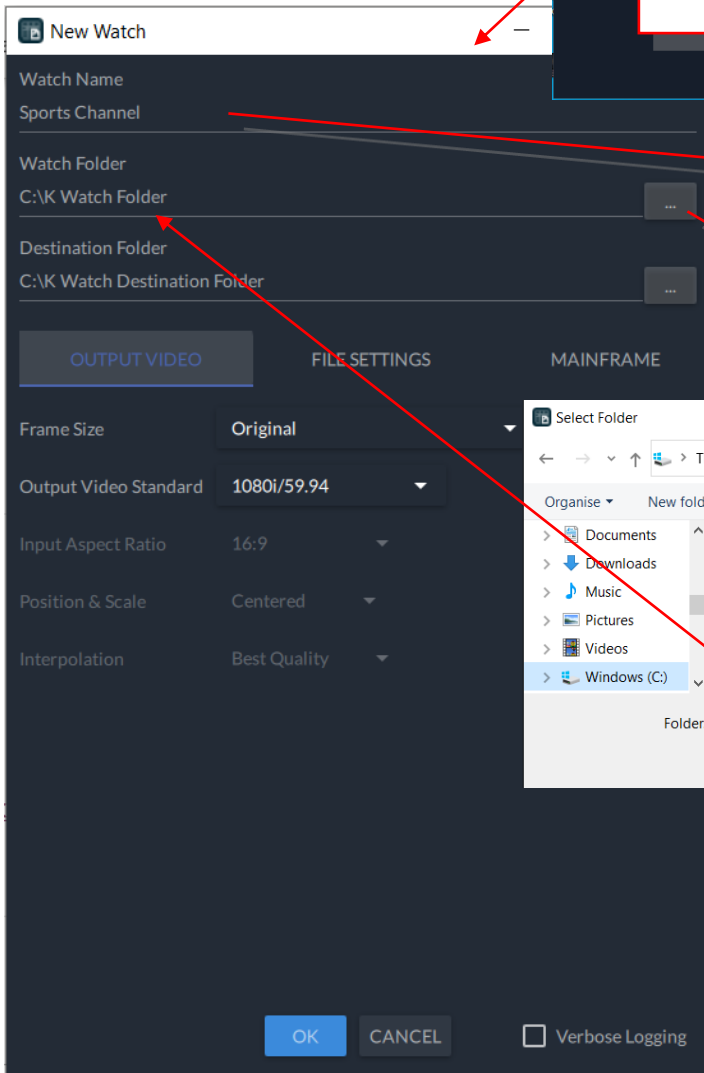 New Watch
Watch Name
Sports Channel
Watch Folder
C:\K Watch Folder
...
Destination Folder
C:\K Watch Destination Folder
...
OUTPUT VIDEO FILE SETTINGS MAINFRAME
Frame Size Original
Output Video Standard 1080i/59.94
Input Aspect Ratio 16:9
Position & Scale Centered
Interpolation Best Quality
Select Folder
T
Organise New fold
Documents
Downloads
Music
Pictures
Videos
Windows (C:)
Folder
OK CANCEL Verbose Logging